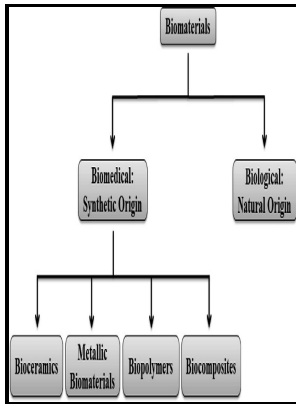 Biomaterials
Biomedical:
Synthetic Origin
Biological:
Natural Origin
Bioceramics
Metallic
Biomaterials
Biopolymers
Biocomposites